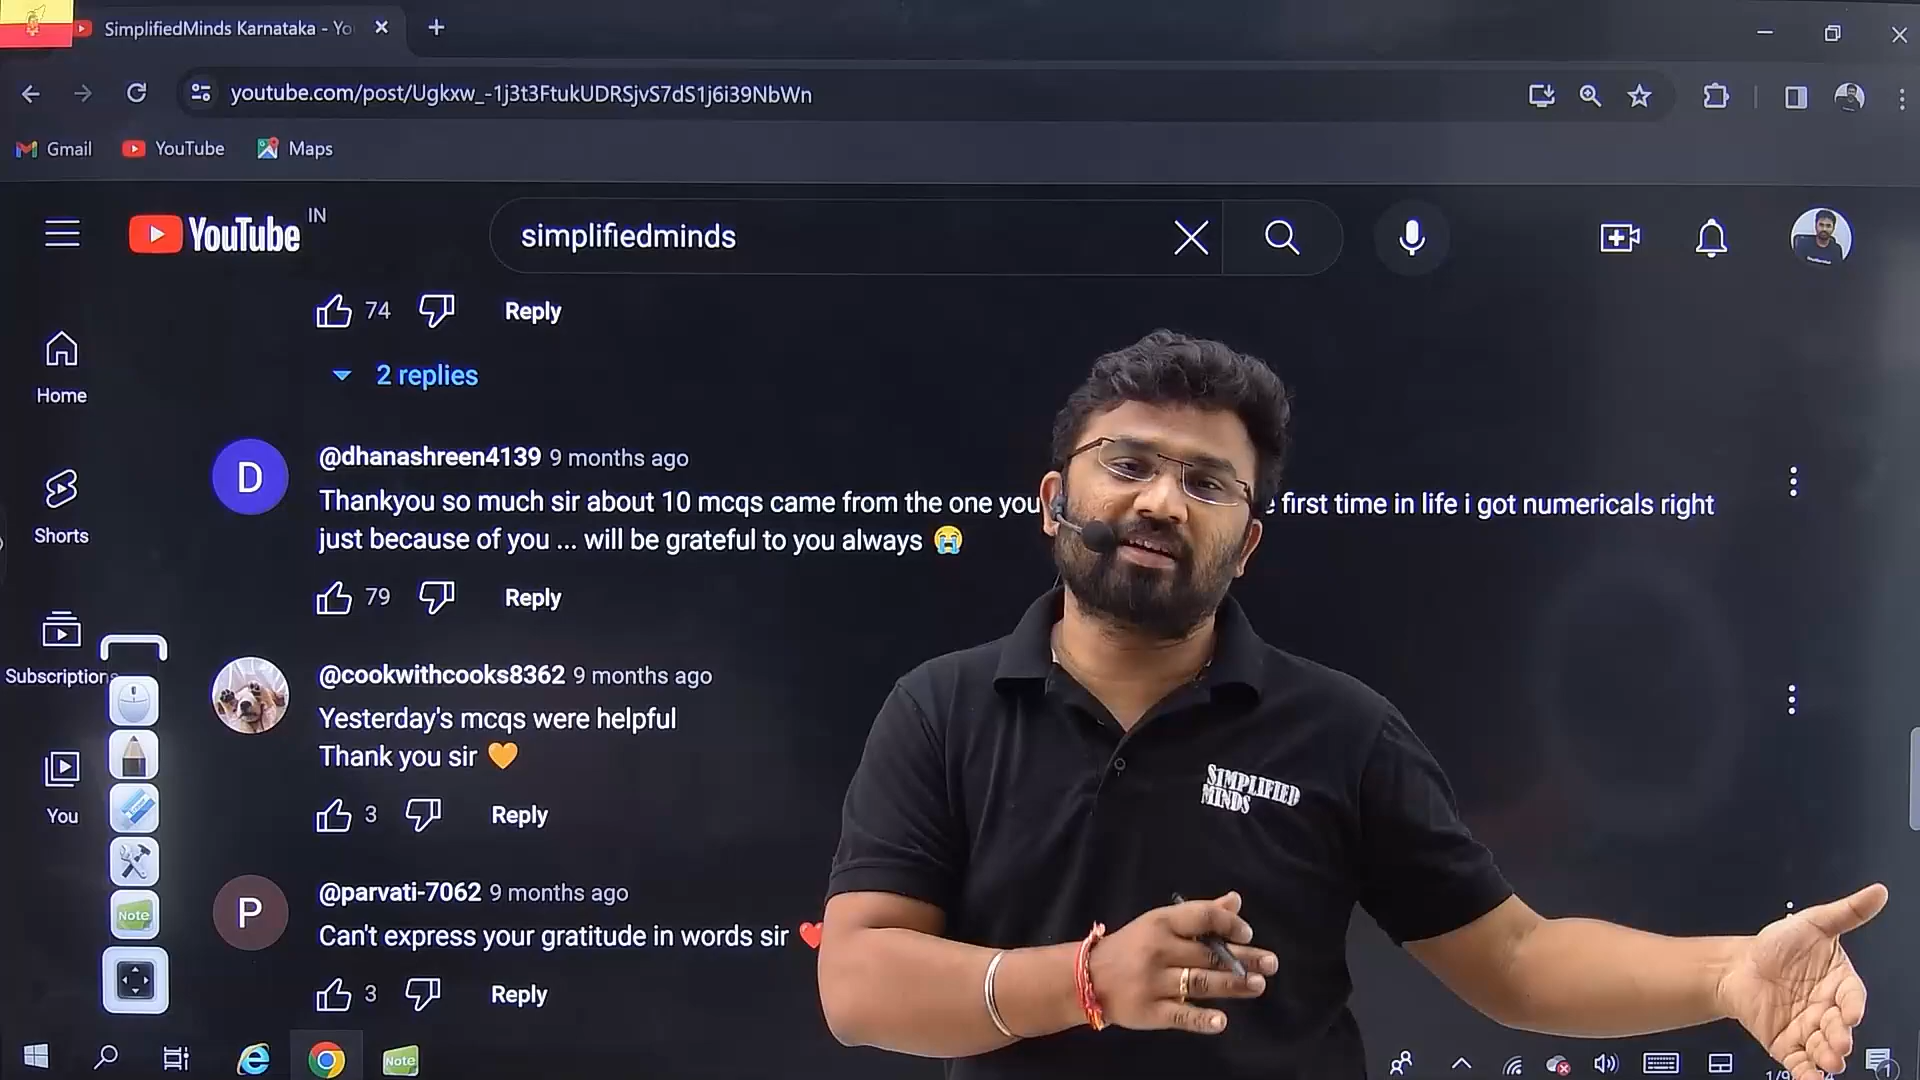 SimplifiedMinds Karnataka - Yo
youtube.com/post/Ugkxw_-1j3t3FtukUDRSjvS7dS1j6i39NbWn
Gmail YouTube Maps
YouTube IN
simplifiedminds
74 Reply
2 replies
Home
Shorts
Subscription
You
@dhanashreen4139 9 months ago
Thankyou so much sir about 10 mcqs came from the one you first time in life i got numericals right
just because of you ... will be grateful to you always 😭
79 Reply
@cookwithcooks8362 9 months ago
Yesterday's mcqs were helpful
Thank you sir 🧡
3 Reply
@parvati-7062 9 months ago
Can't express your gratitude in words sir ❤
3 Reply
D
P
Note
Note
SIMPLIFIED
MINDS
1